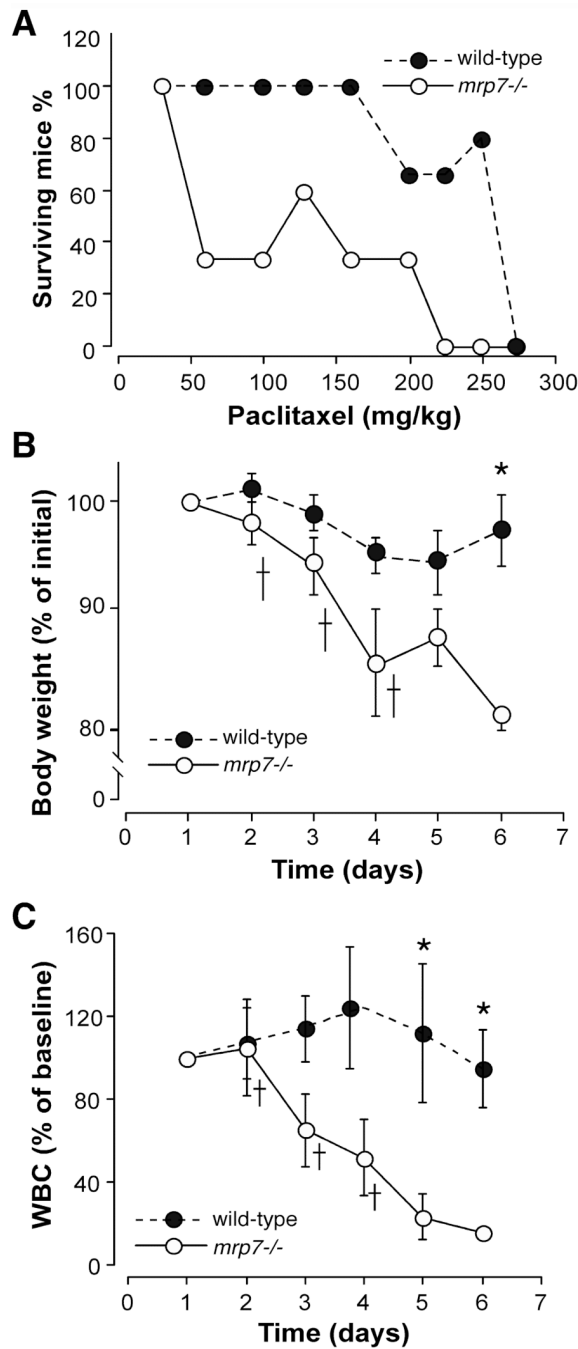 A
120
100
80
60
40
20
0
Surviving mice %
wild-type
mrp7-/-
0 50 100 150 200 250 300
Paclitaxel (mg/kg)
B
100
90
80
0
Body weight (% of initial)
*
†
†
†
wild-type
mrp7-/-
0 1 2 3 4 5 6 7
Time (days)
C
160
120
80
40
0
WBC (% of baseline)
*
*
†
†
†
wild-type
mrp7-/-
0 1 2 3 4 5 6 7
Time (days)